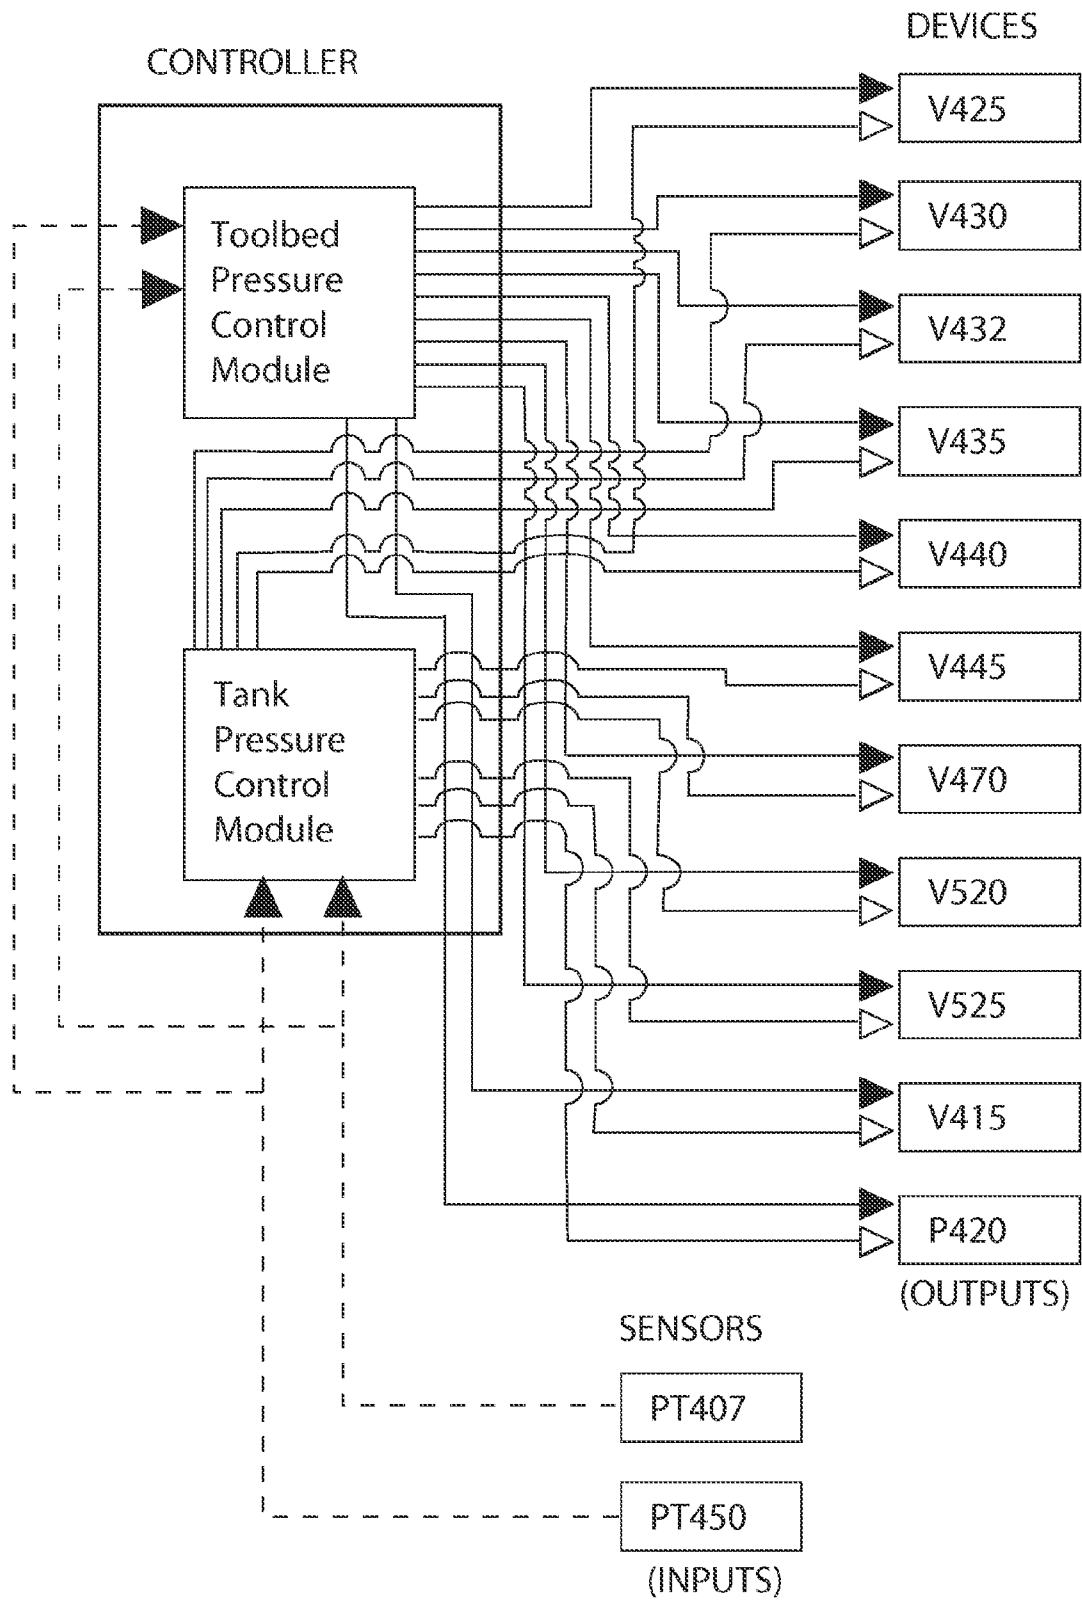 DEVICES
CONTROLLER
V425
V430
Toolbed
Pressure
Control
Module
V432
V435
V440
V445
Tank
Pressure
Control
Module
V470
V520
V525
V415
P420
(OUTPUTS)
SENSORS
PT407
PT450
(INPUTS)